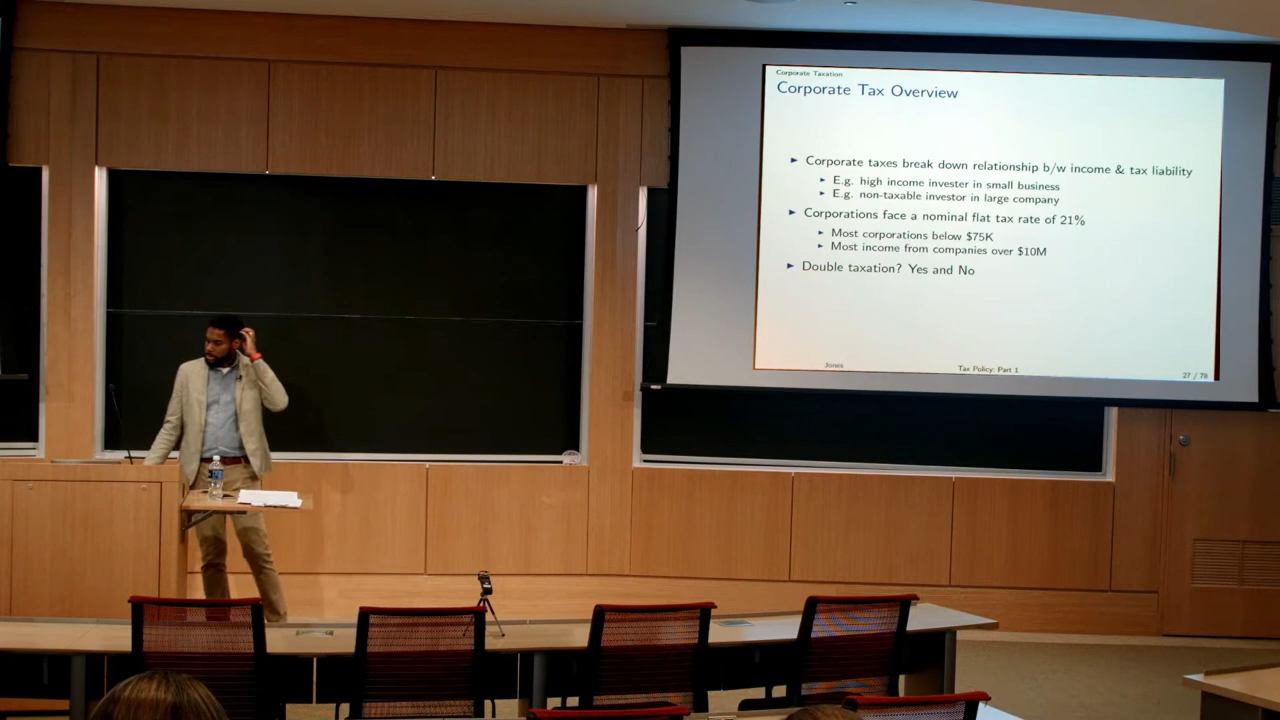 Corporate Taxation
Corporate Tax Overview
► Corporate taxes break down relationship b/w income & tax liability
► E.g. high income invester in small business
► E.g. non-taxable investor in large company
► Corporations face a nominal flat tax rate of 21%
► Most corporations below $75K
► Most income from companies over $10M
► Double taxation? Yes and No
Jones
Tax Policy: Part 1
27 / 78